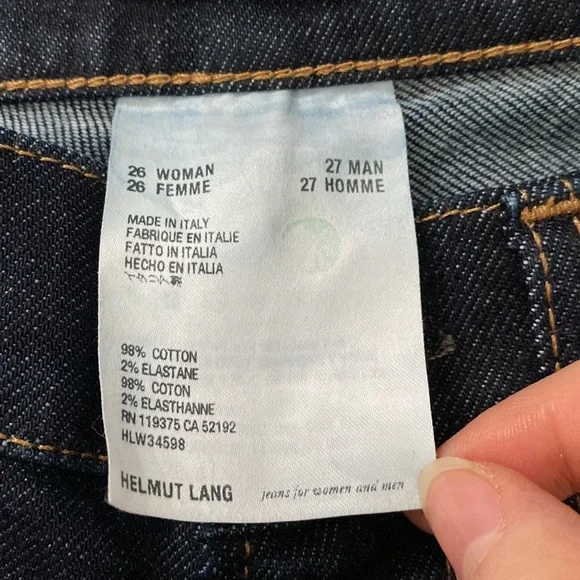 26 WOMAN 27 MAN
26 FEMME 27 HOMME
MADE IN ITALY
FABRIQUE EN ITALIE
FATTO IN ITALIA
HECHO EN ITALIA
98% COTTON
2% ELASTANE
98% COTON
2% ELASTHANNE
RN 119375 CA 52192
HLW34598
HELMUT LANG jeans for women and men